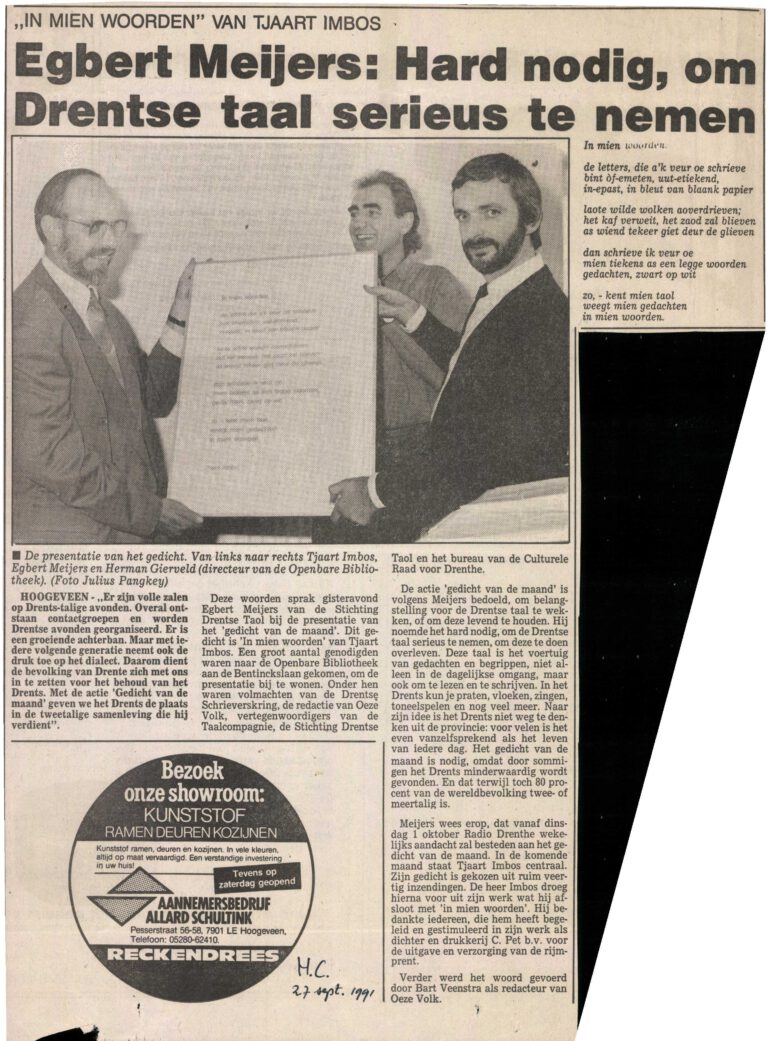 „IN MIEN WOORDEN” VAN TJAART IMBOS
Egbert Meijers: Hard nodig, om
Drentse taal serieus te nemen
In mien woorden.
de letters, die a'k veur oe schrieve
bint òf-emeten, uut-etiekend,
in-epast, in bleut van blaank papier
laote wilde wolken aoverdrieven;
het kaf verweit, het zaod zal blieven
as wiend tekeer giet deur de glieven
dan schrieve ik veur oe
mien tiekens as een legge woorden
gedachten, zwart op wit
zo, - kent mien taol
weegt mien gedachten
in mien woorden.
■ De presentatie van het gedicht. Van links naar rechts Tjaart Imbos,
Egbert Meijers en Herman Gierveld (directeur van de Openbare Biblio-
theek). (Foto Julius Pangkey)
HOOGEVEEN - „Er zijn volle zalen
op Drents-talige avonden. Overal ont-
staan contactgroepen en worden
Drentse avonden georganiseerd. Er is
een groeiende achterban. Maar met ie-
dere volgende generatie neemt ook de
druk toe op het dialect. Daarom dient
de bevolking van Drente zich met ons
in te zetten voor het behoud van het
Drents. Met de actie 'Gedicht van de
maand' geven we het Drents de plaats
in de tweetalige samenleving die hij
verdient”.
Deze woorden sprak gisteravond
Egbert Meijers van de Stichting
Drentse Taol bij de presentatie van
het 'gedicht van de maand'. Dit ge-
dicht is 'In mien woorden' van Tjaart
Imbos. Een groot aantal genodigden
waren naar de Openbare Bibliotheek
aan de Bentinckslaan gekomen, om de
presentatie bij te wonen. Onder hen
waren volmachten van de Drentse
Schrieverskring, de redactie van Oeze
Volk, vertegenwoordigers van de
Taalcompagnie, de Stichting Drentse
Taol en het bureau van de Culturele
Raad voor Drenthe.
De actie 'gedicht van de maand' is
volgens Meijers bedoeld, om belang-
stelling voor de Drentse taal te wek-
ken, of om deze levend te houden. Hij
noemde het hard nodig, om de Drentse
taal serieus te nemen, om deze te doen
overleven. Deze taal is het voertuig
van gedachten en begrippen, niet al-
leen in de dagelijkse omgang, maar
ook om te lezen en te schrijven. In het
Drents kun je praten, vloeken, zingen,
toneelspelen en nog veel meer. Naar
zijn idee is het Drents niet weg te den-
ken uit de provincie: voor velen is het
even vanzelfsprekend als het leven
van iedere dag. Het gedicht van de
maand is nodig, omdat door sommi-
gen het Drents minderwaardig wordt
gevonden. En dat terwijl toch 80 pro-
cent van de wereldbevolking twee- of
meertalig is.
Meijers wees erop, dat vanaf dins-
dag 1 oktober Radio Drenthe weke-
lijks aandacht zal besteden aan het ge-
dicht van de maand. In de komende
maand staat Tjaart Imbos centraal.
Zijn gedicht is gekozen uit ruim veer-
tig inzendingen. De heer Imbos droeg
hierna voor uit zijn werk wat hij af-
sloot met 'in mien woorden'. Hij be-
dankte iedereen, die hem heeft bege-
leid en gestimuleerd in zijn werk als
dichter en drukkerij C. Pet b.v. voor
de uitgave en verzorging van de rijm-
prent.
Verder werd het woord gevoerd
door Bart Veenstra als redacteur van
Oeze Volk.
Bezoek
onze showroom:
KUNSTSTOF
RAMEN DEUREN KOZIJNEN
Kunststof ramen, deuren en kozijnen. In vele kleuren,
altijd op maat vervaardigd. Een verstandige investering
in uw huis!
Tevens op
zaterdag geopend
AANNEMERSBEDRIJF
ALLARD SCHULTINK
Pesserstraat 56-58, 7901 LE Hoogeveen,
Telefoon: 05280-62410.
RECKENDREES
H.C.
27 sept. 1991